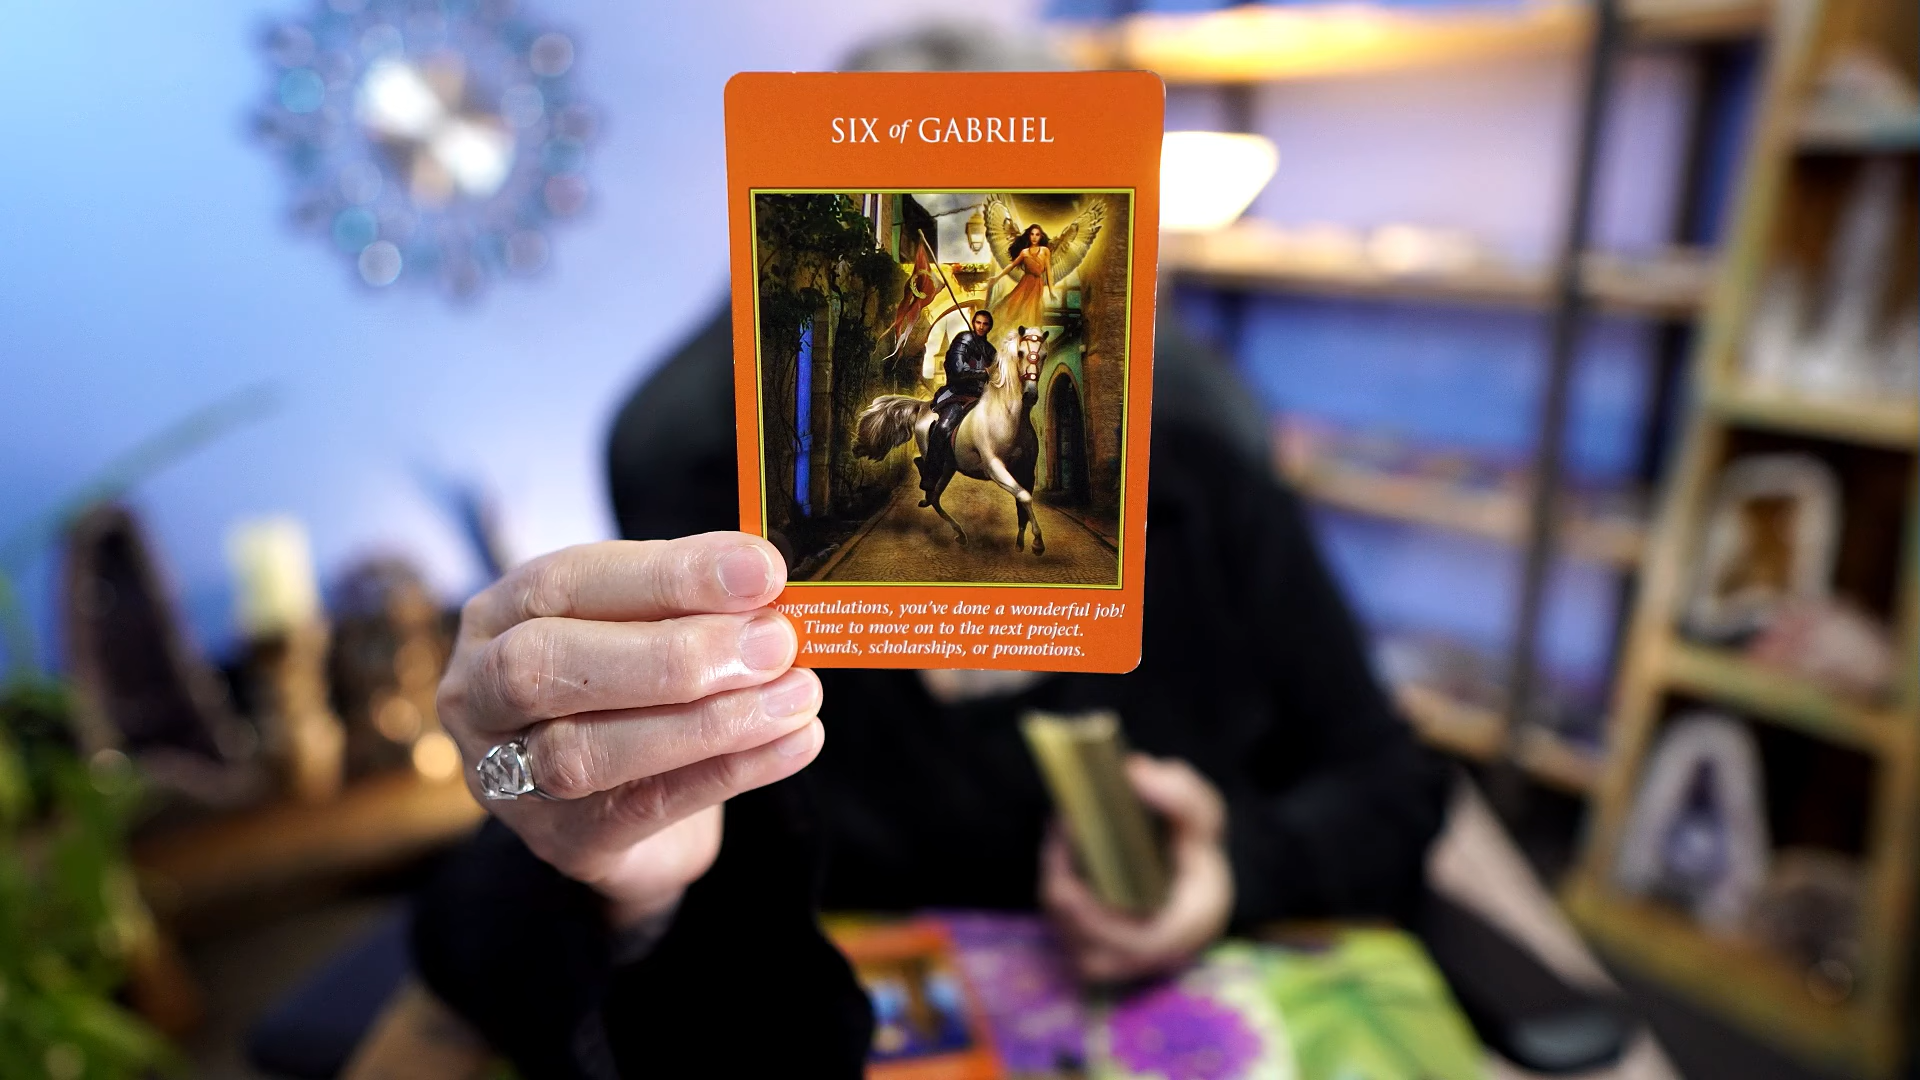 SIX of GABRIEL
ongratulations, you've done a wonderful job!
Time to move on to the next project.
Awards, scholarships, or promotions.